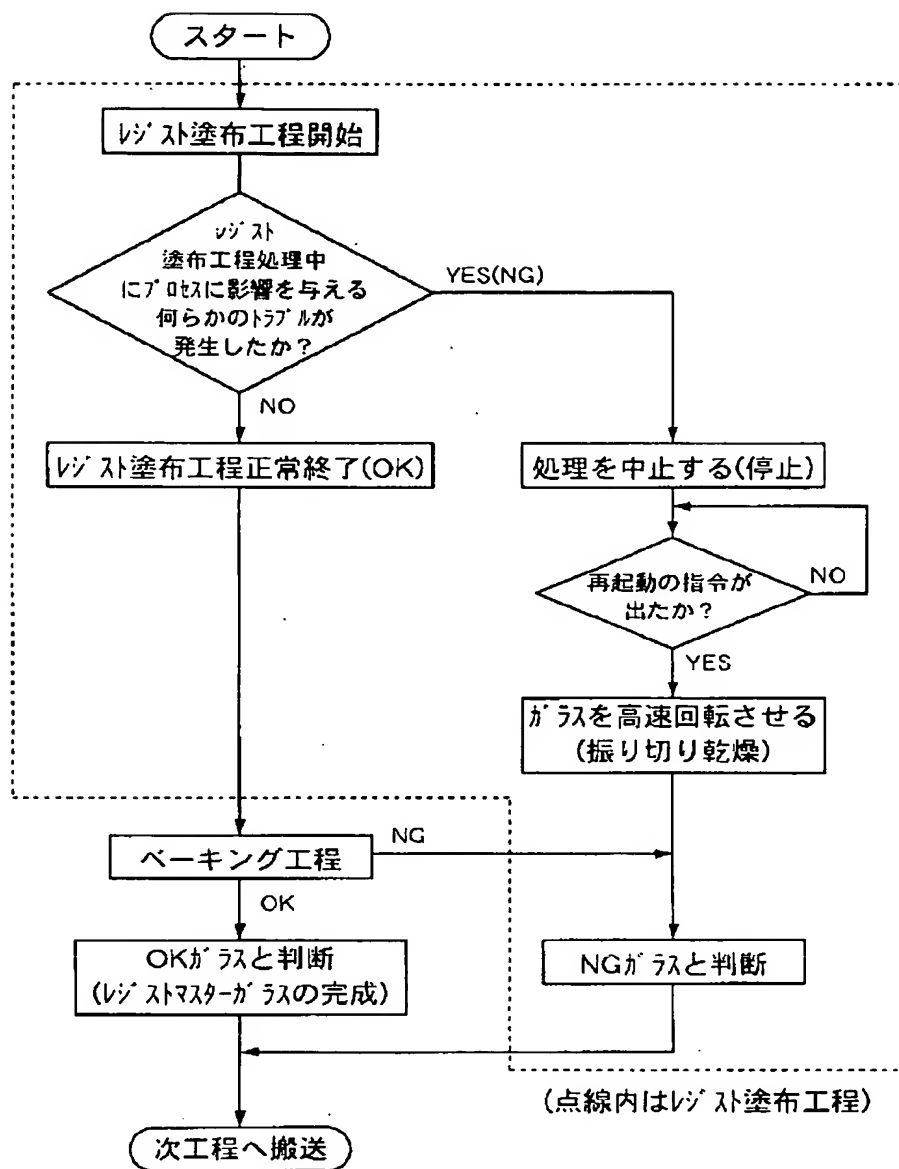 スタート
レジスト塗布工程開始
レジスト
塗布工程処理中
にプロセスに影響を与える
何らかのトラブルが
発生したか?
YES(NG)
NO
レジスト塗布工程正常終了(OK)
処理を中止する(停止)
再起動の指令が
出たか?
NO
YES
ガラスを高速回転させる
(振り切り乾燥)
ベーキング工程
NG
OK
OKガラスと判断
(レジストマスターガラスの完成)
NGガラスと判断
(点線内はレジスト塗布工程)
次工程へ搬送